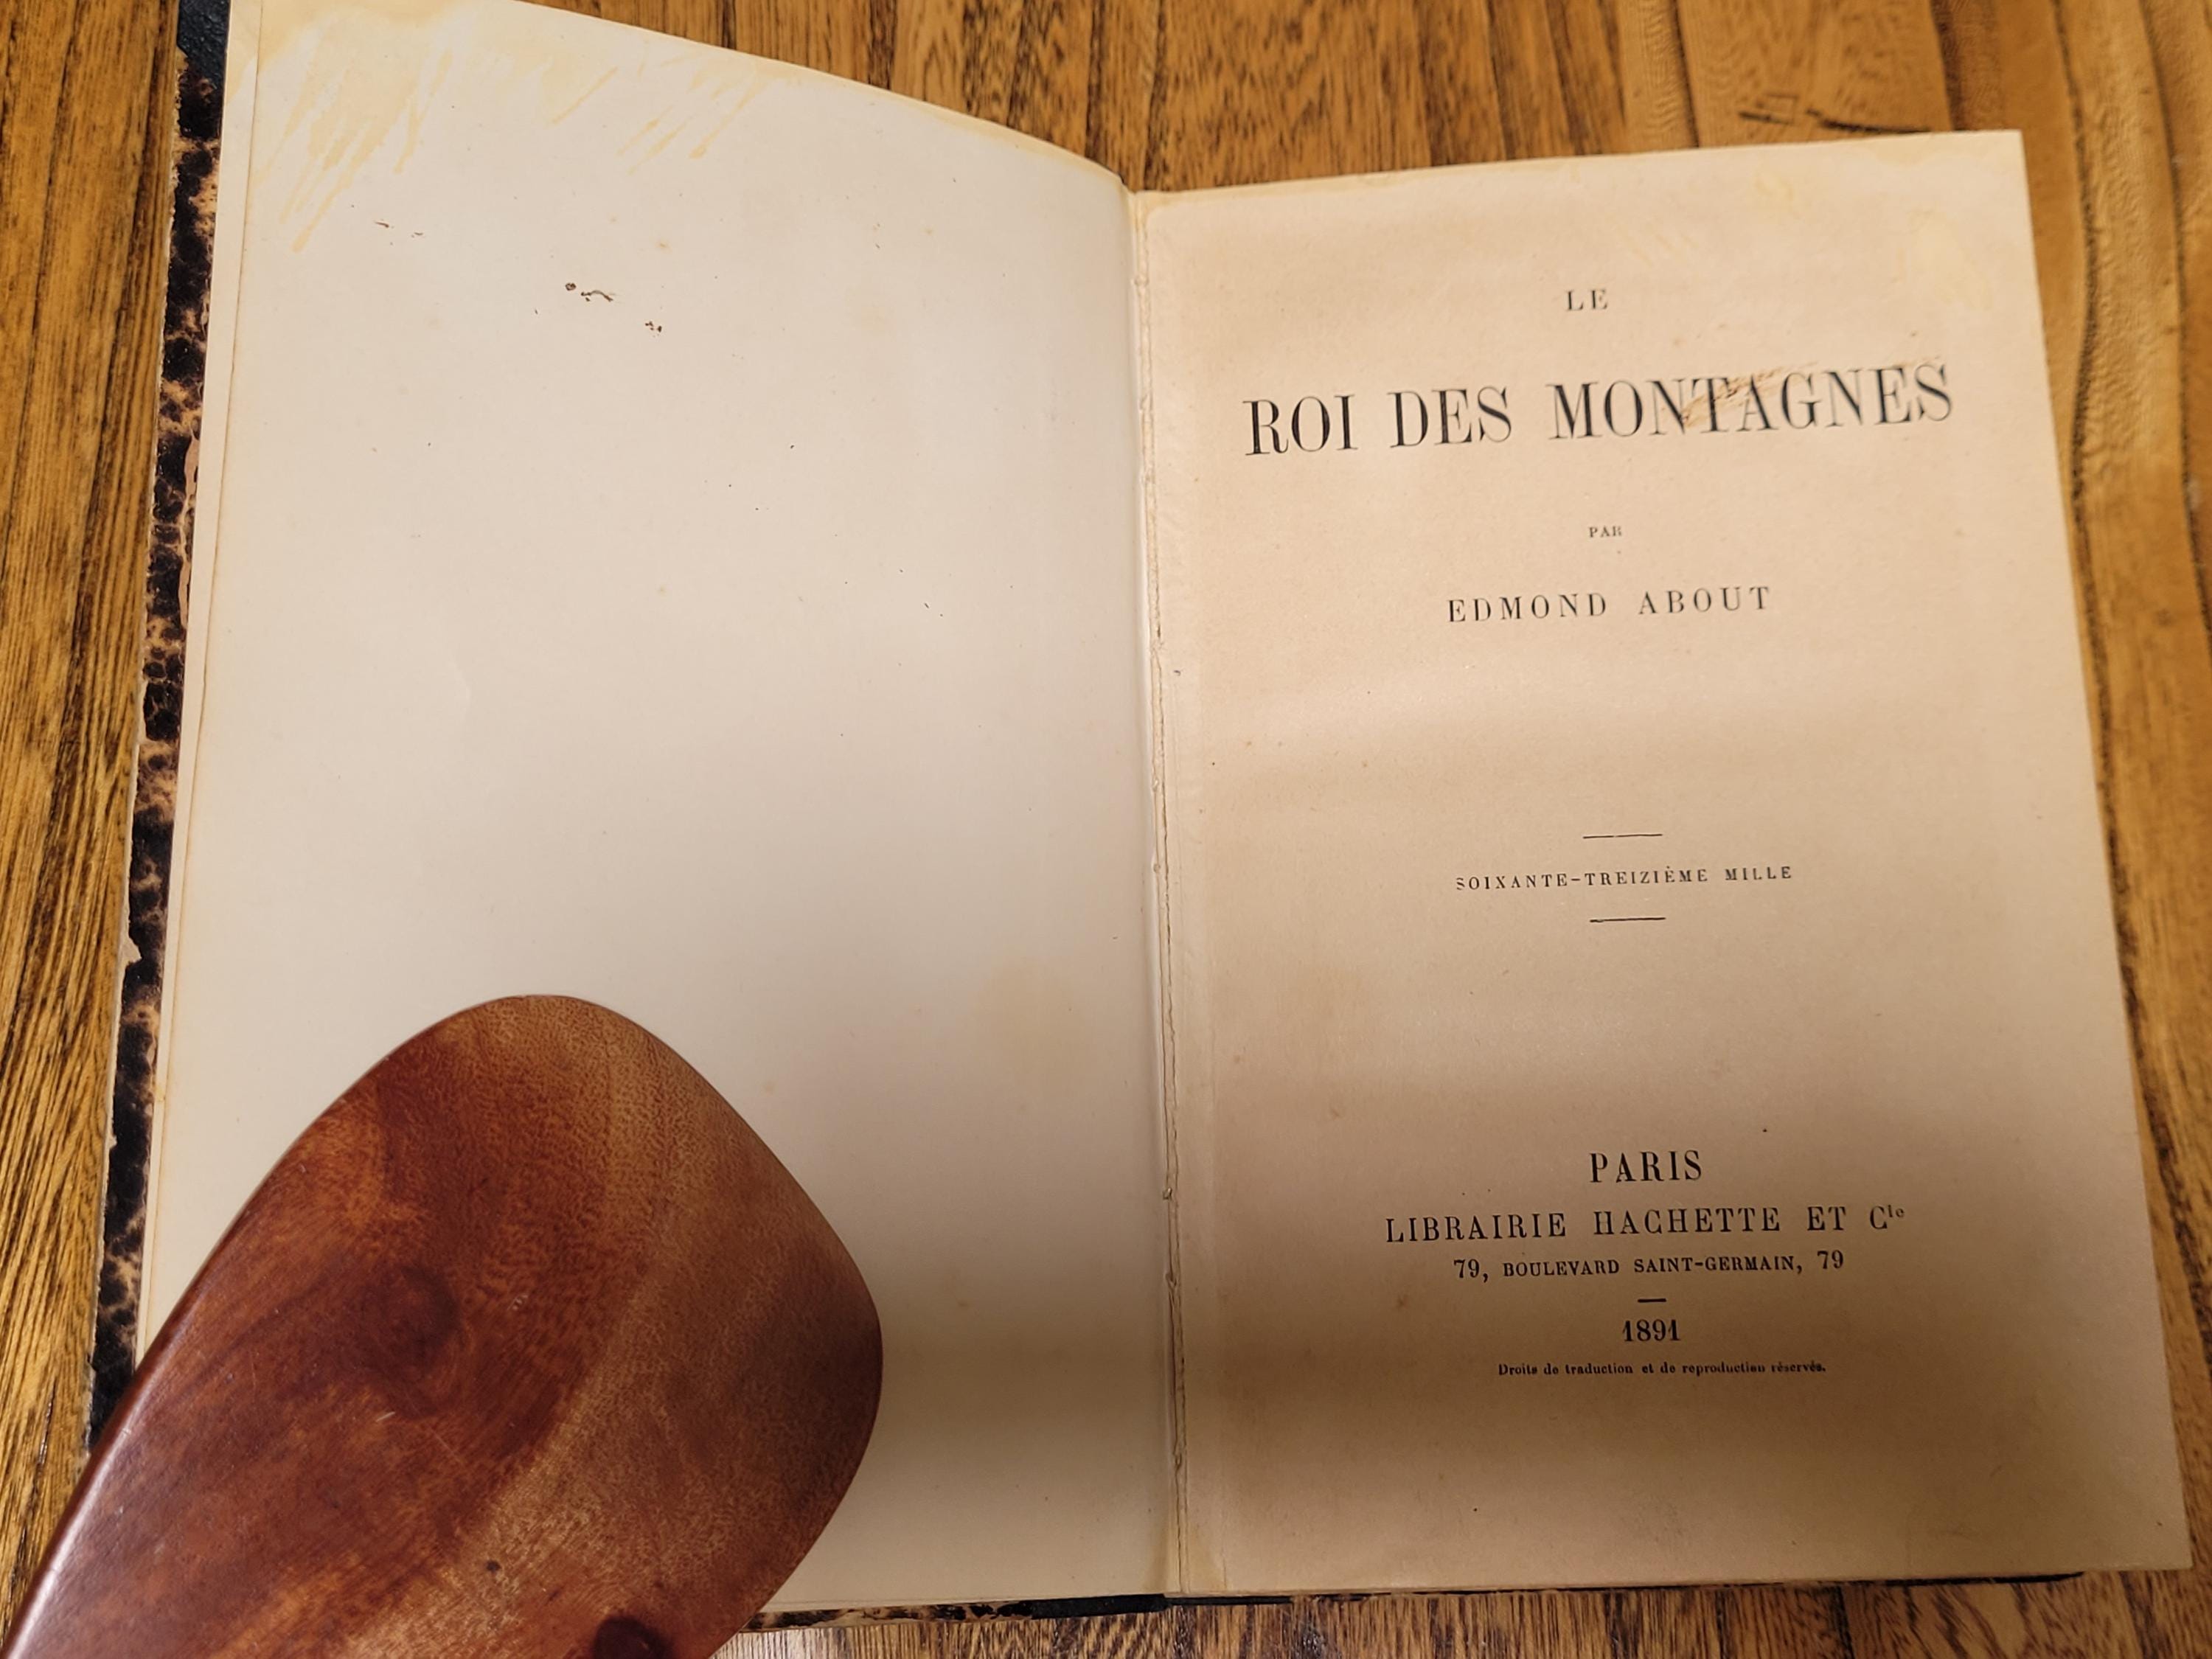 LE
ROI DES MONTAGNES
PAR
EDMOND ABOUT
SOIXANTE-TREIZIÈME MILLE
PARIS
LIBRAIRIE HACHETTE ET Cie
79, BOULEVARD SAINT-GERMAIN, 79
1891
Droits de traduction et de reproduction réservés.